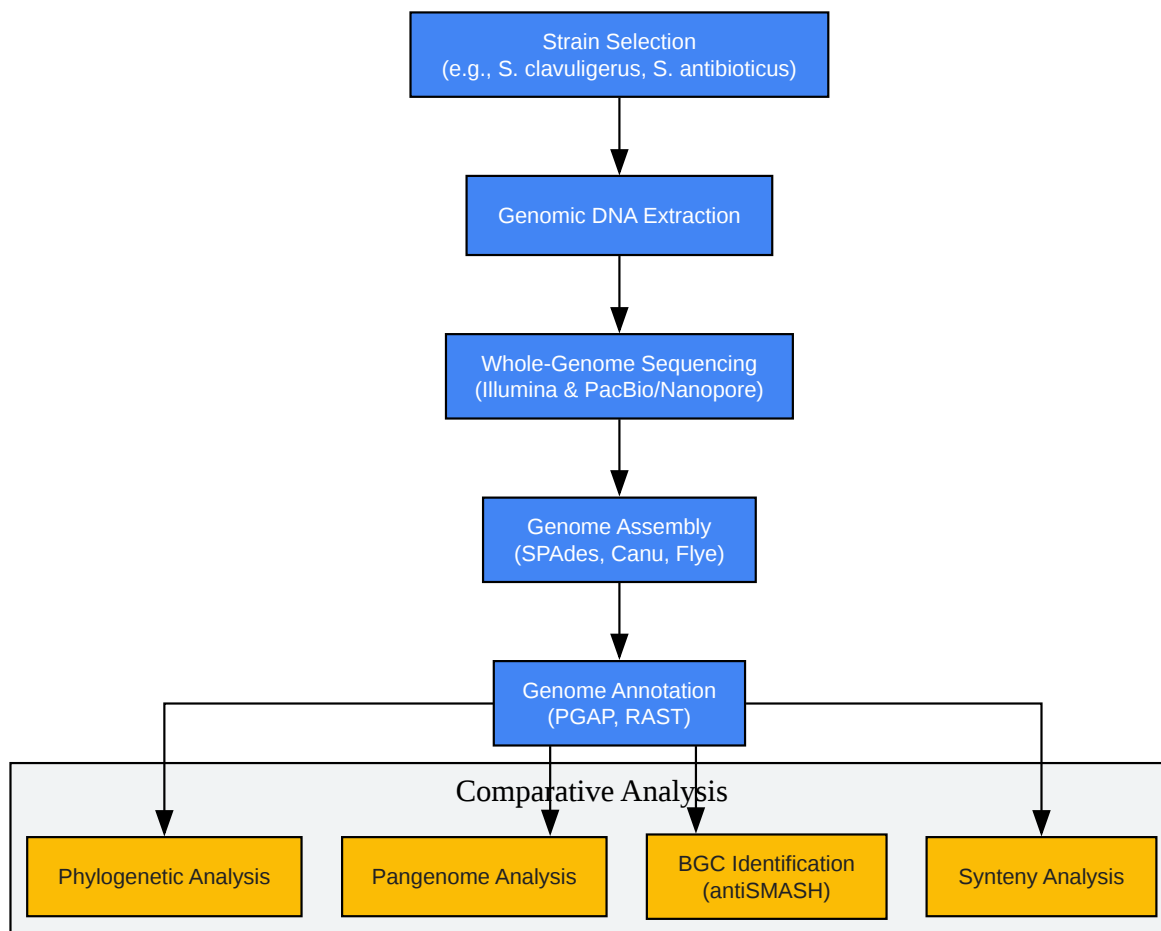 Strain Selection
(e.g., S. clavuligerus, S. antibioticus)
Genomic DNA Extraction
Whole-Genome Sequencing
(Illumina & PacBio/Nanopore)
Genome Assembly
(SPAdes, Canu, Flye)
Genome Annotation
(PGAP, RAST)
Comparative Analysis
Phylogenetic Analysis
Pangenome Analysis
BGC Identification
(antiSMASH)
Synteny Analysis